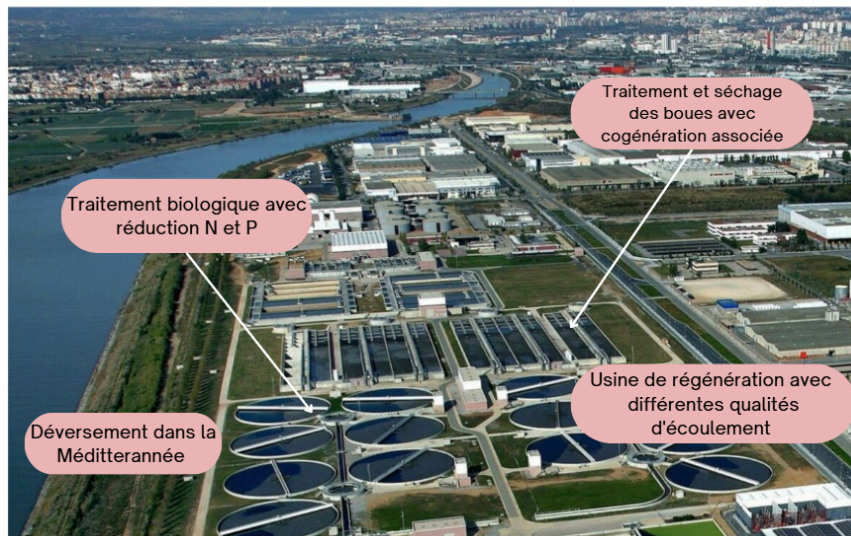 Traitement et séchage
des boues avec
cogénération associée
Traitement biologique avec
réduction N et P
Usine de régénération avec
différentes qualités
d'écoulement
Déversement dans la
Méditterannée